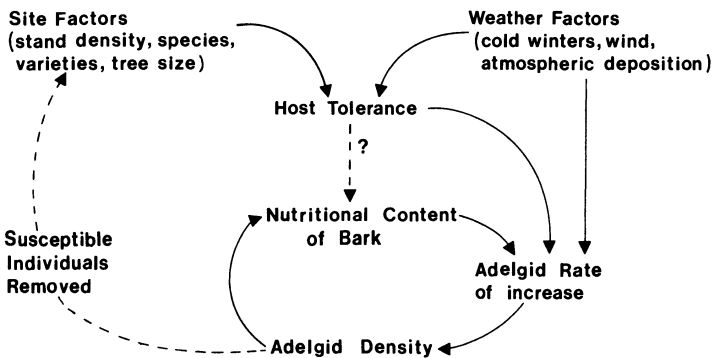 Site Factors
(stand density, species,
varieties, tree size)
Weather Factors
(cold winters, wind,
atmospheric deposition)
Host Tolerance
?
Nutritional Content
of Bark
Susceptible
Individuals
Removed
Adelgid Rate
of increase
Adelgid Density